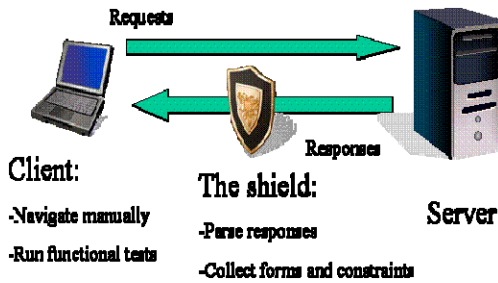 Requests
Responses
Client:
-Navigate manually
-Run functional tests
The shield:
-Parse responses
-Collect forms and constraints
Server